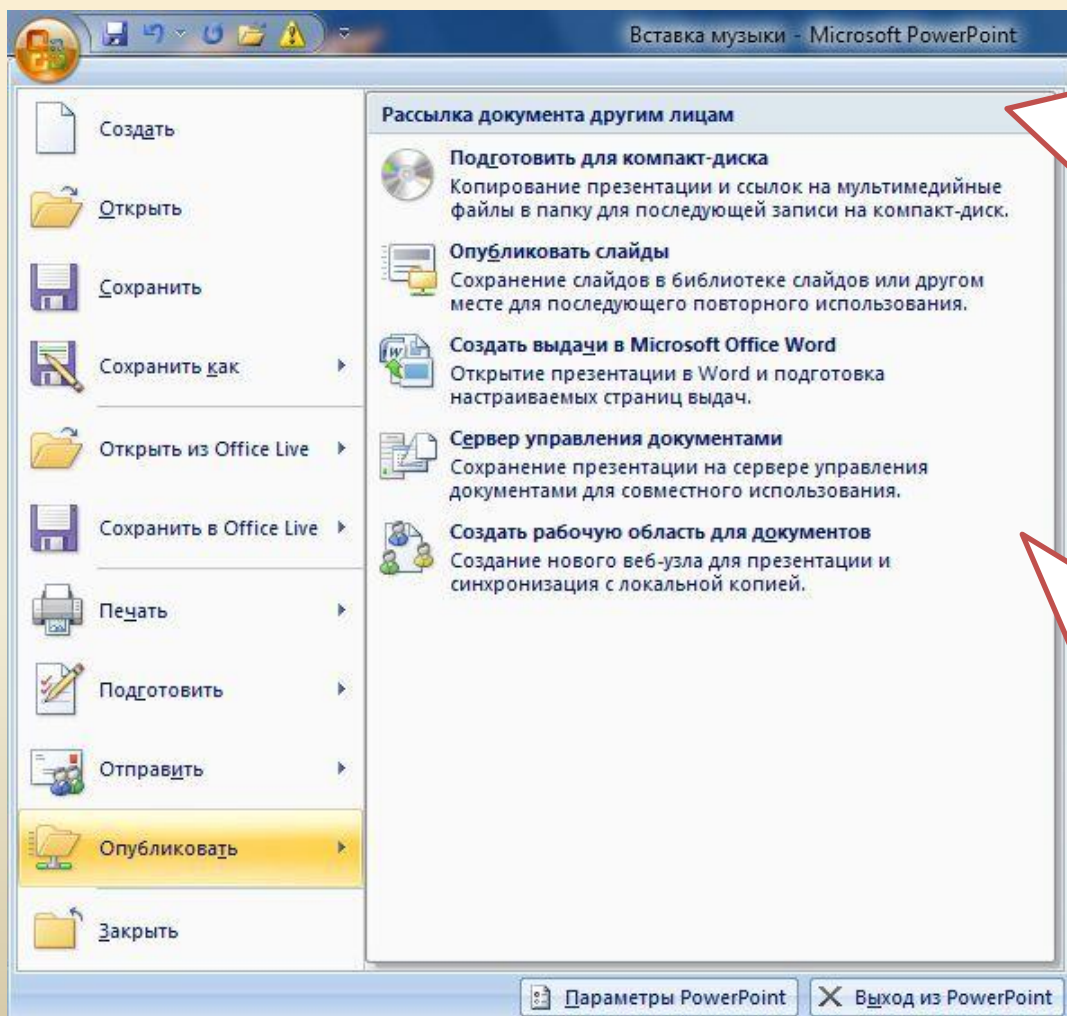 Вставка музыки - Microsoft PowerPoint
Создать
Открыть
Сохранить
Сохранить как
Открыть из Office Live
Сохранить в Office Live
Печать
Подготовить
Отправить
Опубликовать
Закрыть
Рассылка документа другим лицам
Подготовить для компакт-диска
Копирование презентации и ссылок на мультимедийные
файлы в папку для последующей записи на компакт-диск.
Опубликовать слайды
Сохранение слайдов в библиотеке слайдов или другом
месте для последующего повторного использования.
Создать выдачи в Microsoft Office Word
Открытие презентации в Word и подготовка
настраиваемых страниц выдач.
Сервер управления документами
Сохранение презентации на сервере управления
документами для совместного использования.
Создать рабочую область для документов
Создание нового веб-узла для презентации и
синхронизация с локальной копией.
Параметры PowerPoint
Выход из PowerPoint